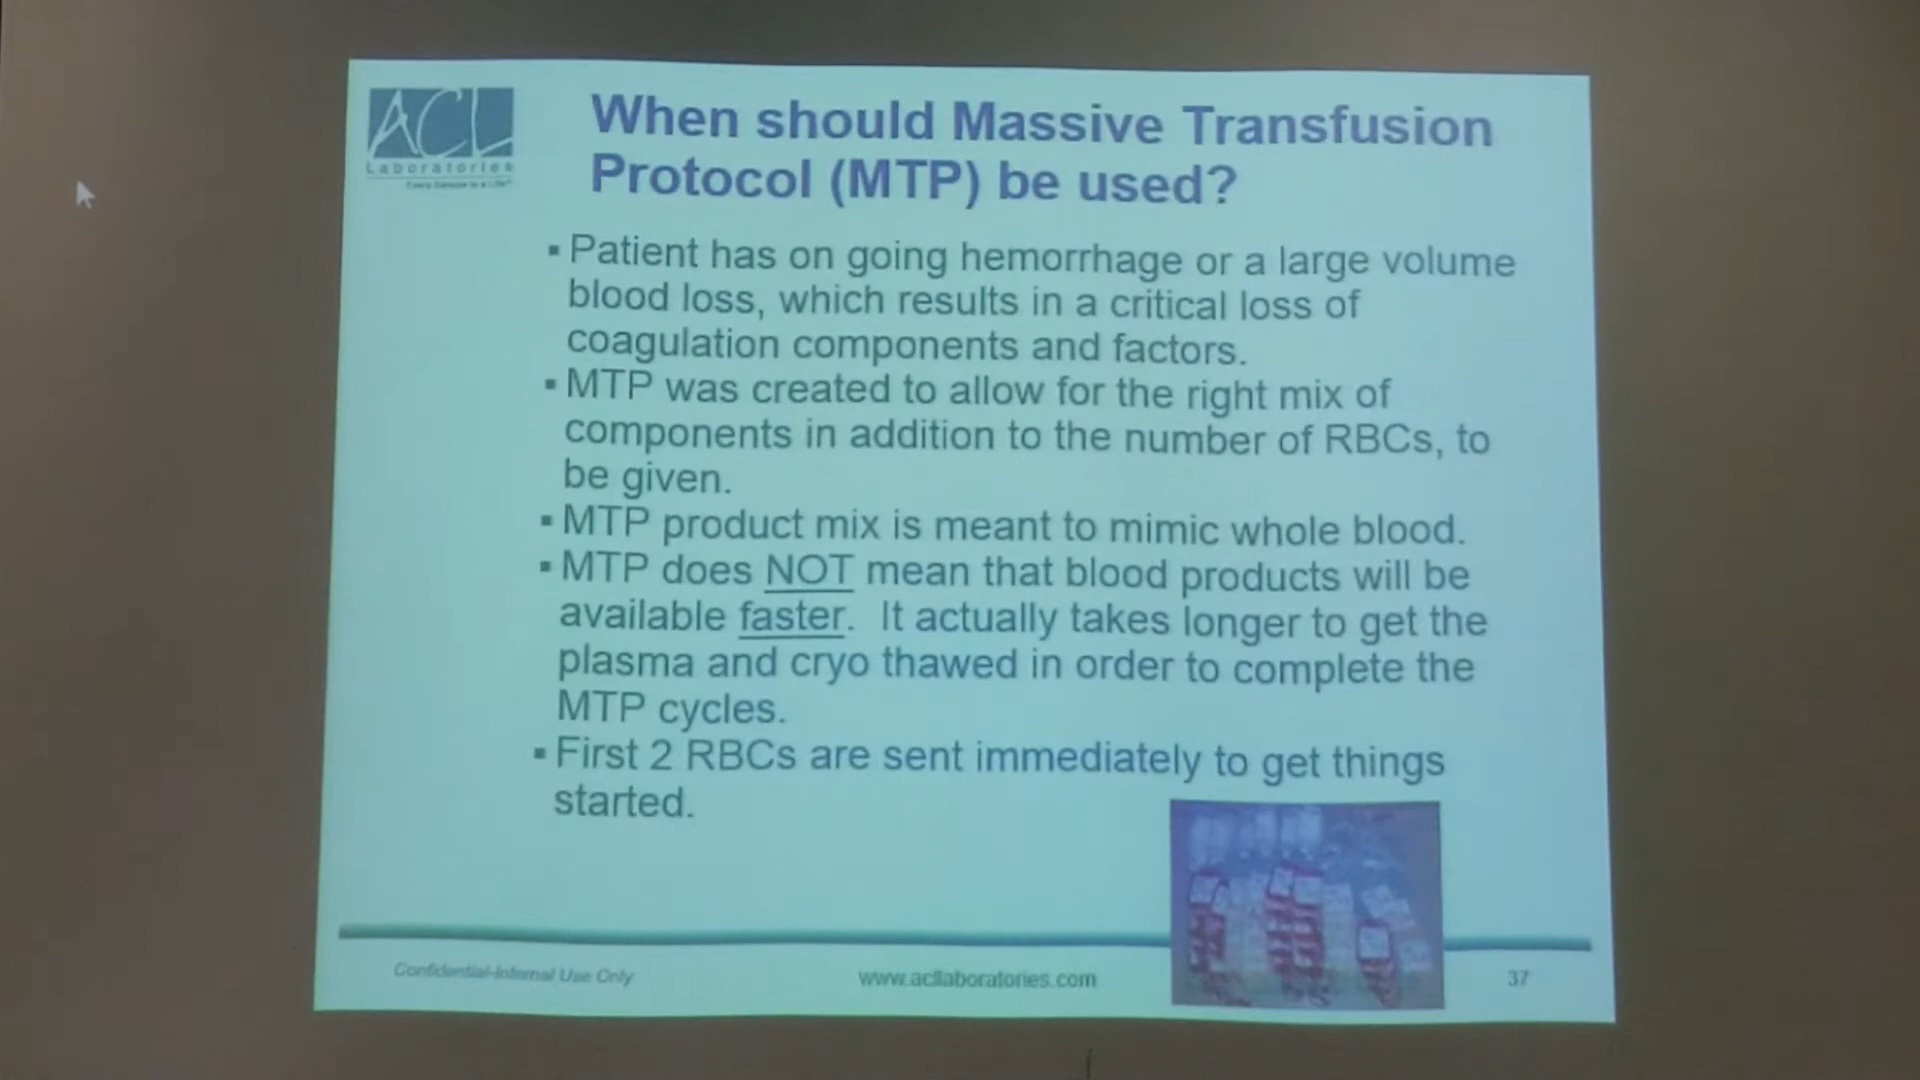 ACL
Laboratories
When should Massive Transfusion
Protocol (MTP) be used?
▪ Patient has on going hemorrhage or a large volume
blood loss, which results in a critical loss of
coagulation components and factors.
▪ MTP was created to allow for the right mix of
components in addition to the number of RBCs, to
be given.
▪ MTP product mix is meant to mimic whole blood.
▪ MTP does NOT mean that blood products will be
available faster. It actually takes longer to get the
plasma and cryo thawed in order to complete the
MTP cycles.
▪ First 2 RBCs are sent immediately to get things
started.
Confidential-Internal Use Only
www.acllaboratories.com
37